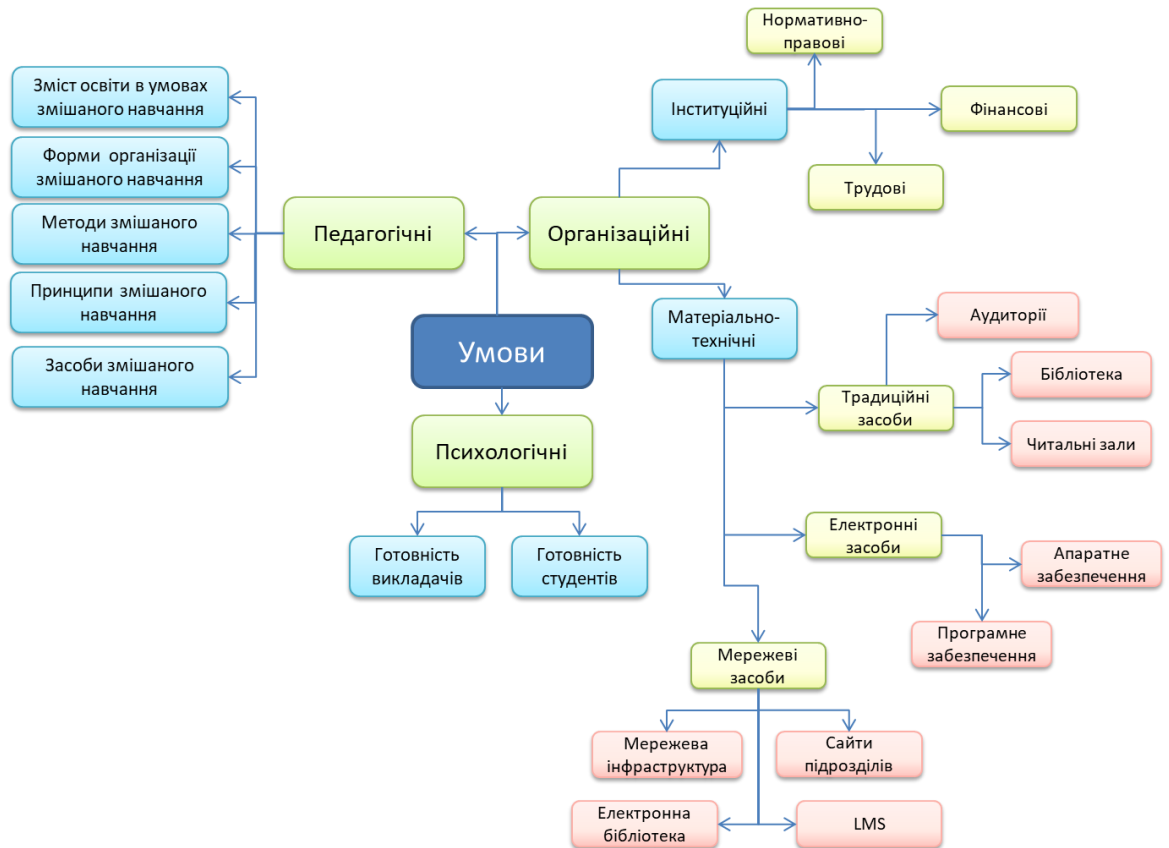 Нормативно-
правові
Зміст освіти в умовах
змішаного навчання
Інституційні
Фінансові
Форми організації
змішаного навчання
Трудові
Методи змішаного
навчання
Педагогічні
Організаційні
Принципи змішаного
навчання
Матеріально-
технічні
Аудиторії
Умови
Засоби змішаного
навчання
Бібліотека
Традиційні
засоби
Психологічні
Читальні зали
Електронні
засоби
Готовність
викладачів
Готовність
студентів
Апаратне
забезпечення
Програмне
забезпечення
Мережеві
засоби
Мережева
інфраструктура
Сайти
підрозділів
Електронна
бібліотека
LMS